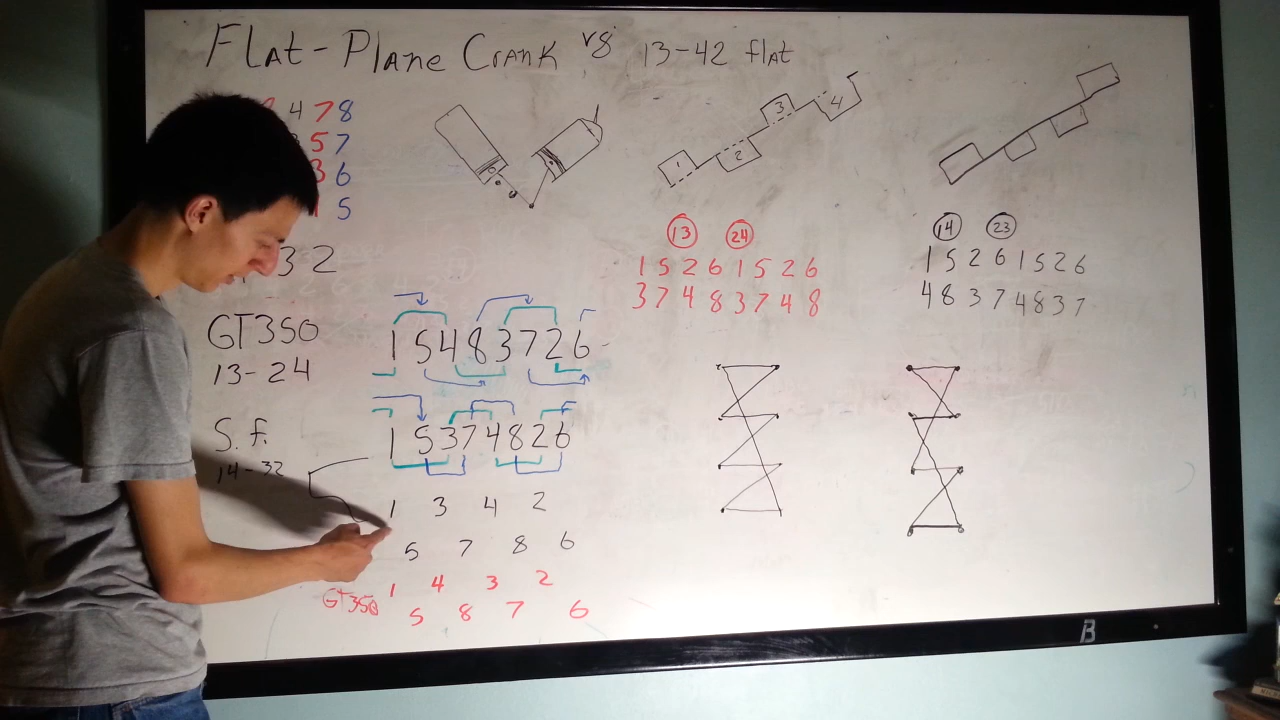 Flat-Plane Crank vs 13-42 flat
4 7 8
5 7
3 6
5
3 2
GT350
13-24
S.f.
14-32
1 5 4 8 3 7 2 6
1 5 3 7 4 8 2 6
1 3 4 2
5 7 8 6
GT350
1 4 3 2
5 8 7 6
1 2 3 4
13 24
1 5 2 6 1 5 2 6
3 7 4 8 3 7 4 8
14 23
1 5 2 6 1 5 2 6
4 8 3 7 4 8 3 7
B